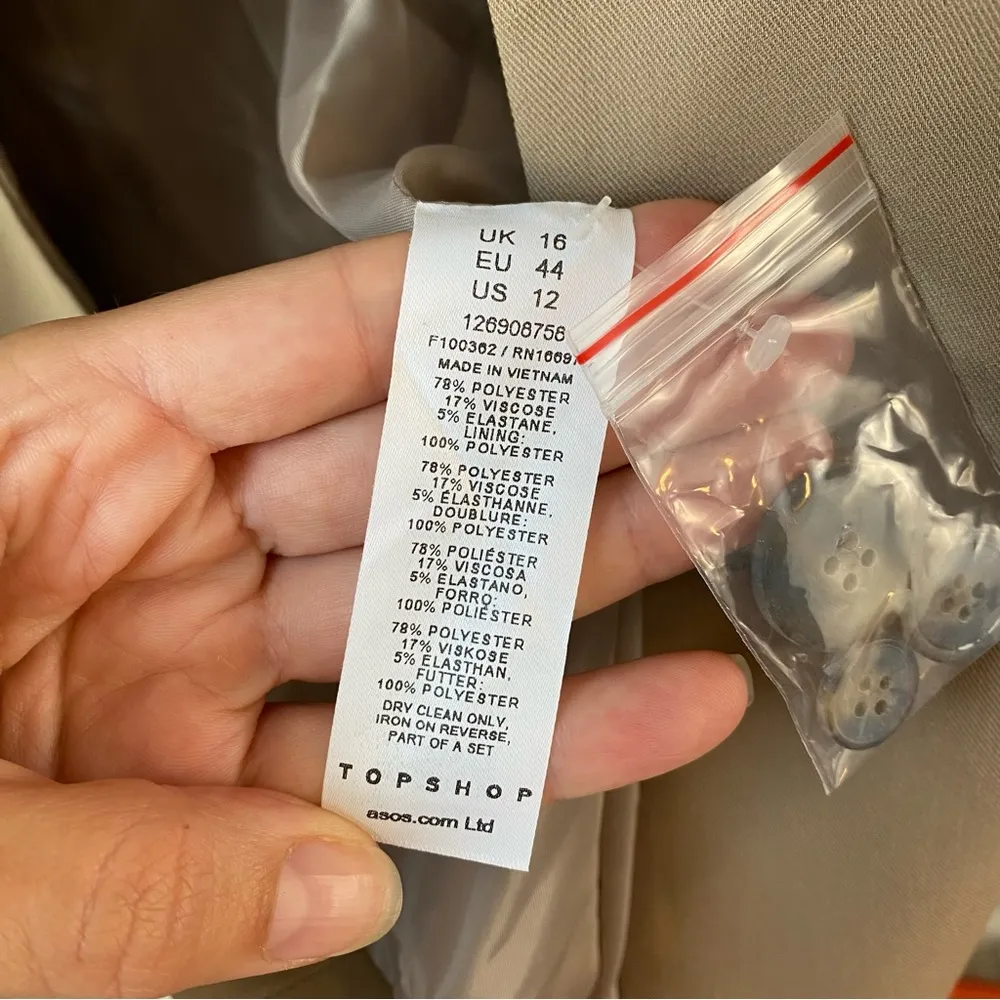 UK 16
EU 44
US 12
126908758
F100362 / RN1669
MADE IN VIETNAM
78% POLYESTER
17% VISCOSE
5% ELASTANE,
LINING:
100% POLYESTER
78% POLYESTER
17% VISCOSE
5% ÉLASTHANNE,
DOUBLURE:
100% POLYESTER
78% POLIÉSTER
17% VISCOSA
5% ELASTANO,
FORRO:
100% POLIÉSTER
78% POLYESTER
17% VISKOSE
5% ELASTHAN,
FUTTER:
100% POLYESTER
DRY CLEAN ONLY,
IRON ON REVERSE,
PART OF A SET
TOPSHOP
asos.com Ltd